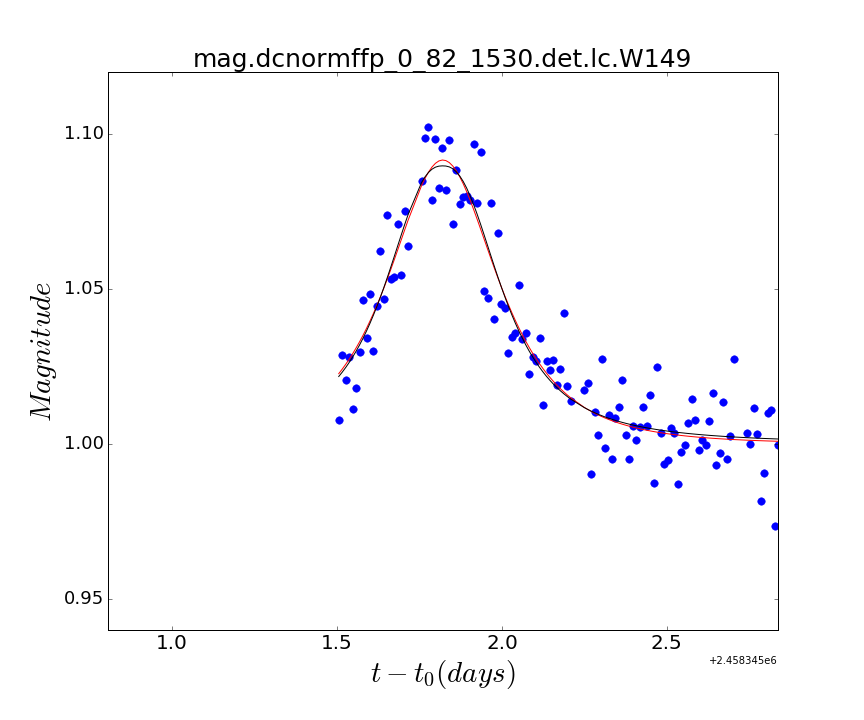 mag.dcnormffp_0_82_1530.det.lc.W149
Magnitude
1.10
1.05
1.00
0.95
1.0 1.5 2.0 2.5
+2.458345e6
t − t₀(days)